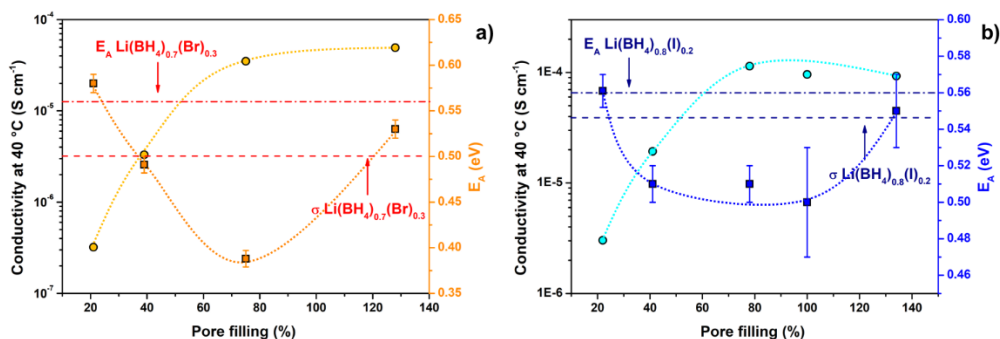 a)
E_A Li(BH₄)₀.₇(Br)₀.₃
σ Li(BH₄)₀.₇(Br)₀.₃
Conductivity at 40 °C (S cm⁻¹)
10⁻⁴
10⁻⁵
10⁻⁶
10⁻⁷
0.65
0.60
0.55
0.50
0.45
0.40
0.35
E_A (eV)
20 40 60 80 100 120 140
Pore filling (%)
b)
E_A Li(BH₄)₀.₈(I)₀.₂
σ Li(BH₄)₀.₈(I)₀.₂
Conductivity at 40 °C (S cm⁻¹)
1E-4
1E-5
1E-6
0.60
0.58
0.56
0.54
0.52
0.50
0.48
0.46
E_A (eV)
20 40 60 80 100 120 140
Pore filling (%)